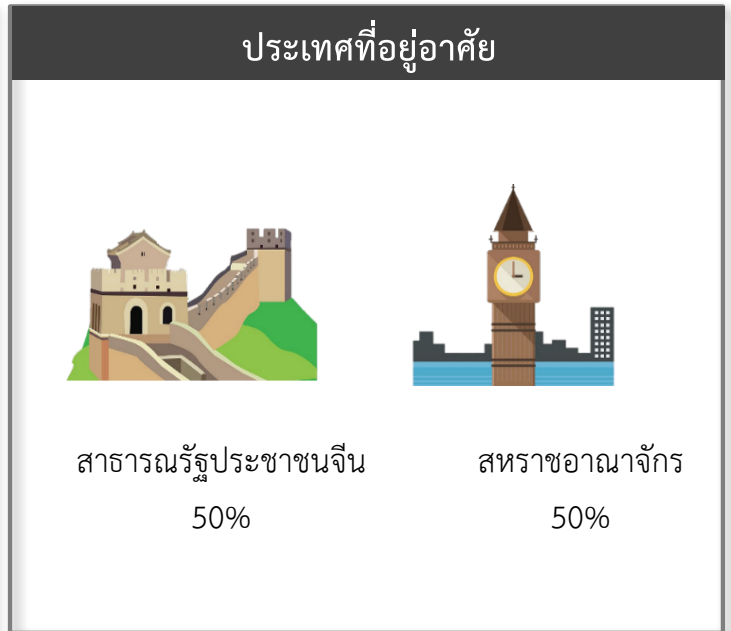 ประเทศที่อยู่อาศัย
สาธารณรัฐประชาชนจีน
50%
สหราชอาณาจักร
50%